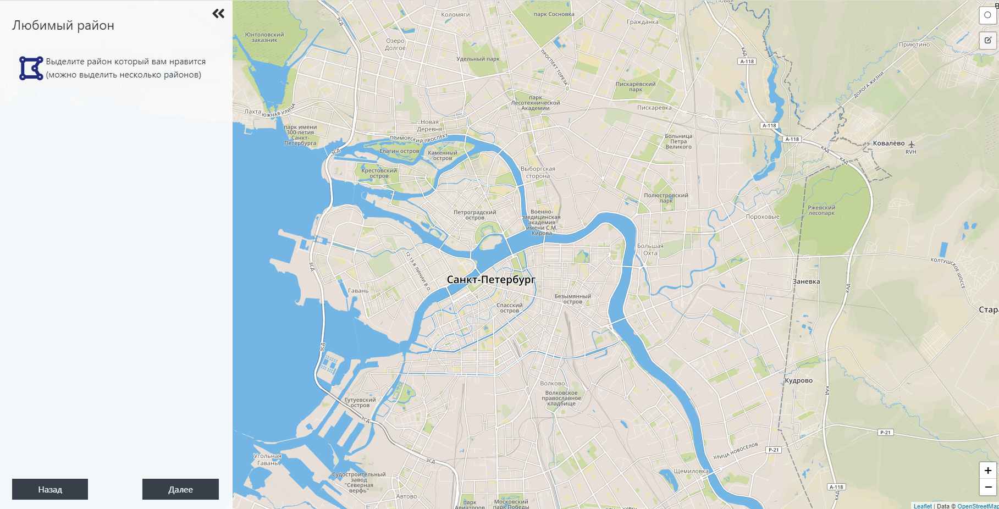 Любимый район
Выделите район который вам нравится
(можно выделить несколько районов)
Назад
Далее
Новая
Коломяги
парк Сосновка
Гражданка
ЗСД
Юнтоловский
заказник
Озеро
Долгое
Удельный парк
ПРОСПЕКТ ТОРЕЗА
КАД
А-118
Приютино
Пискарёвский
парк
ДОРОГА ЖИЗНИ
парк
Лесотехнической
Академии
Пискаревка
Лахта
ЮЖНАЯ УЛИЦА
парк имени
300-летия
Санкт-
Петербурга
Новая
Деревня
А-118
ПРИМОРСКИЙ ПРОСПЕКТ
Больница
Петра
Великого
А-118
Ковалёво
RVH
КАД
КАД
ЗСД
Елагин остров
Каменный
остров
Крестовский
остров
Выборгская
сторона
Полюстровский
парк
Петроградский
остров
Военно-
медицинская
академия
имени С.М.
Кирова
Пороховые
Ржевский
лесопарк
Большая
Охта
12-13-Я ЛИНИИ В.О.
ЗСД
КОЛТУШСКОЕ ШОССЕ
Санкт-Петербург
Заневка
КАД
Гавань
Безымянный
остров
Спасский
остров
Стара
ЗСД
Кудрово
КАД
Волково
Волковское
православное
кладбище
Гутуевский
остров
ЗСД
Р-21
УЛИЦА НОВОСЁЛОВ
Р-21
Угольная
Гавань
ЗСД
Щемиловка
Судостроительный
завод
"Северная
верфь"
Автово
А-118
КАД
парк
Авиаторов
Московский
парк Победы
+
−
Leaflet | Data © OpenStreetMap